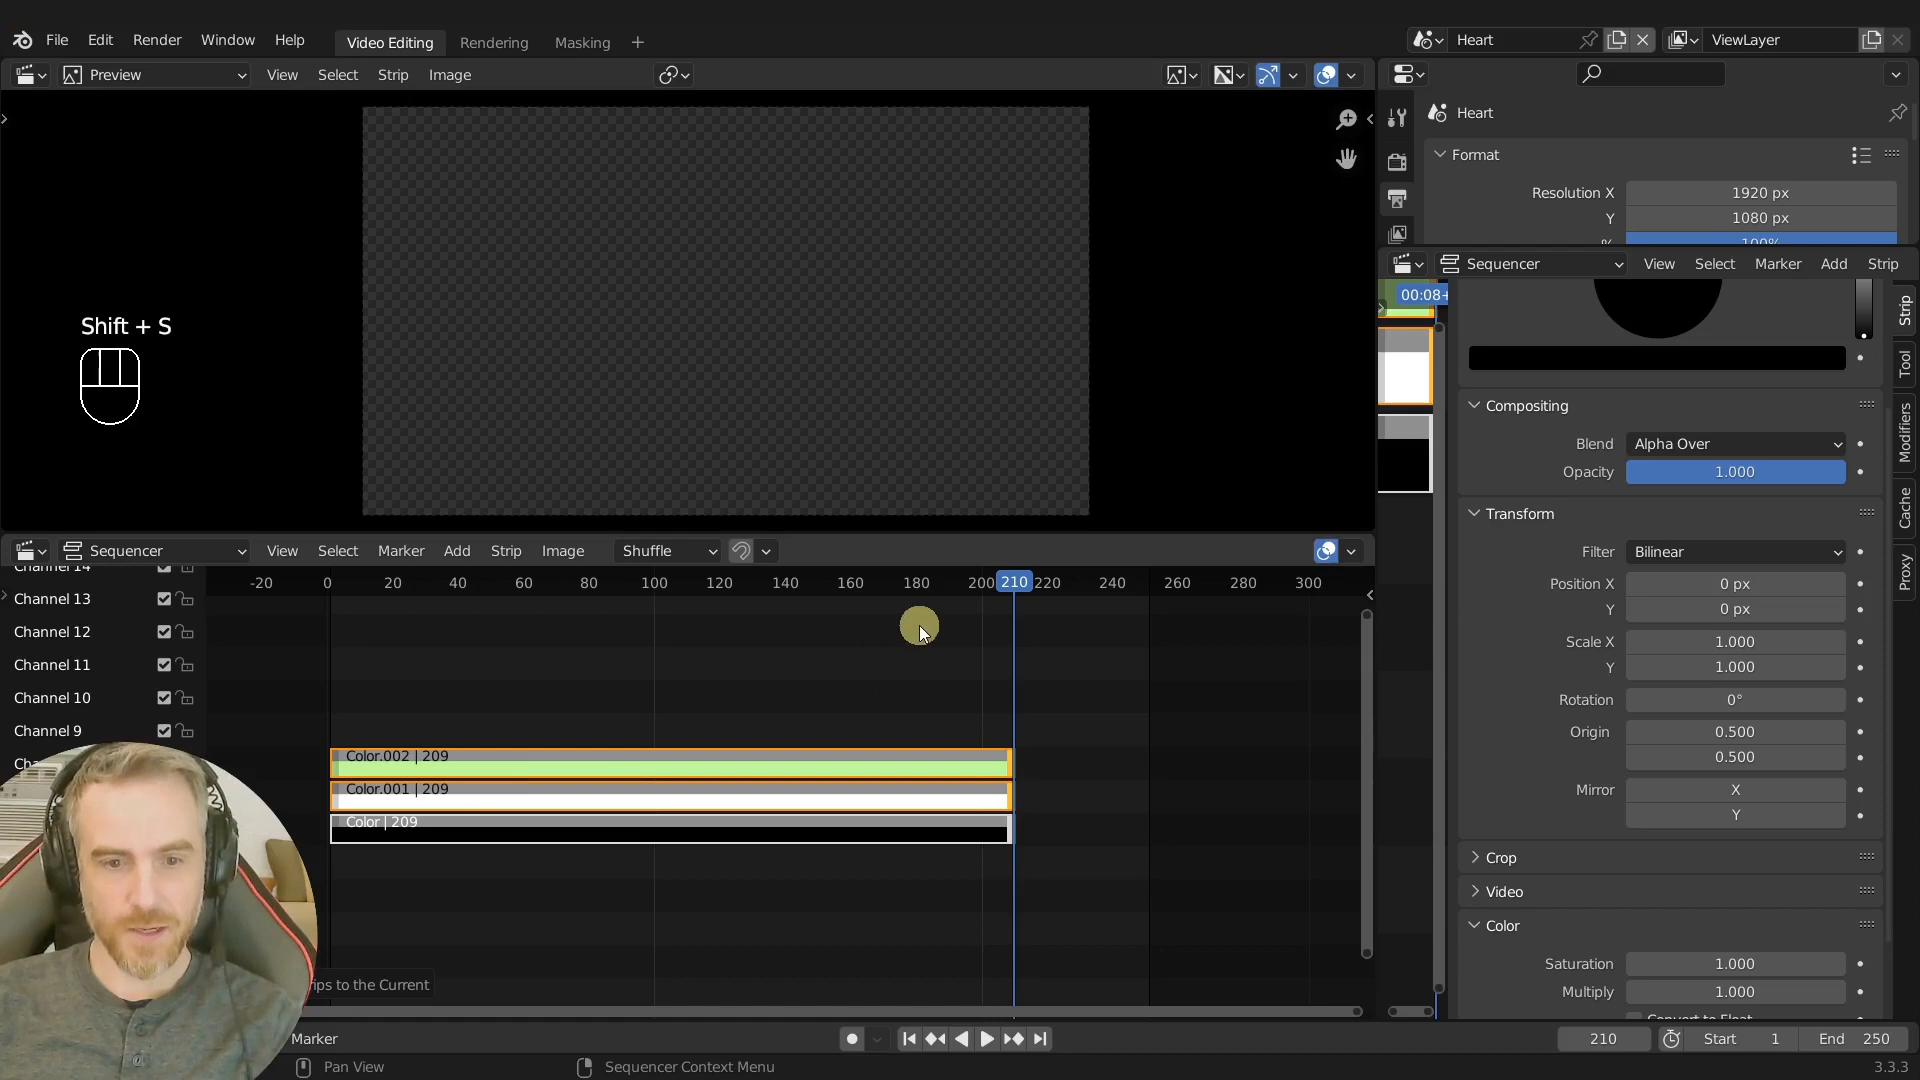 File Edit Render Window Help Video Editing Rendering Masking + Heart ViewLayer
Preview View Select Strip Image
Heart
Format
Resolution X 1920 px
Y 1080 px
% 100%
Sequencer View Select Marker Add Strip
00:08+
Shift + S
Strip
Tool
Modifiers
Cache
Proxy
Compositing
Blend Alpha Over
Opacity 1.000
Transform
Filter Bilinear
Position X 0 px
Y 0 px
Scale X 1.000
Y 1.000
Rotation 0°
Origin 0.500
0.500
Mirror X
Y
Crop
Video
Color
Saturation 1.000
Multiply 1.000
Convert to Float
Sequencer View Select Marker Add Strip Image Shuffle
-20 0 20 40 60 80 100 120 140 160 180 200 210 220 240 260 280 300
Channel 14
Channel 13
Channel 12
Channel 11
Channel 10
Channel 9
Color.002 | 209
Color.001 | 209
Color | 209
ips to the Current
Marker
210 Start 1 End 250
Pan View Sequencer Context Menu 3.3.3